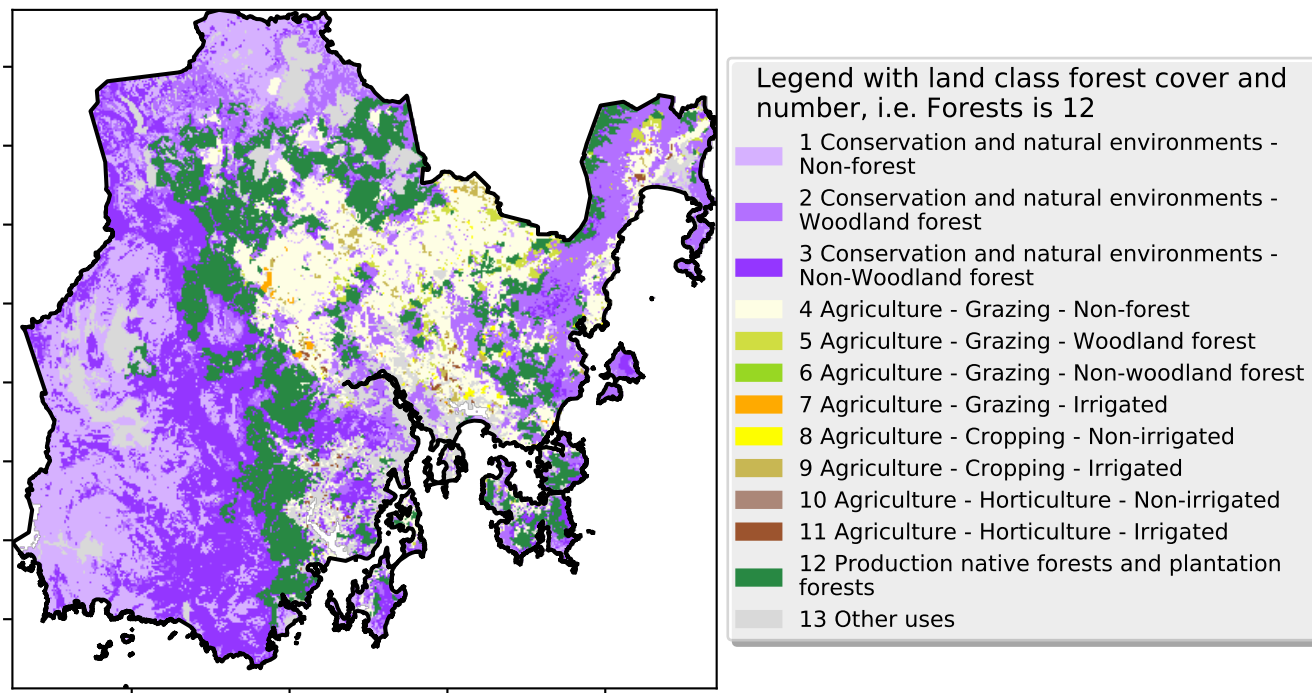 Legend with land class forest cover and
number, i.e. Forests is 12
1 Conservation and natural environments -
Non-forest
2 Conservation and natural environments -
Woodland forest
3 Conservation and natural environments -
Non-Woodland forest
4 Agriculture - Grazing - Non-forest
5 Agriculture - Grazing - Woodland forest
6 Agriculture - Grazing - Non-woodland forest
7 Agriculture - Grazing - Irrigated
8 Agriculture - Cropping - Non-irrigated
9 Agriculture - Cropping - Irrigated
10 Agriculture - Horticulture - Non-irrigated
11 Agriculture - Horticulture - Irrigated
12 Production native forests and plantation
forests
13 Other uses